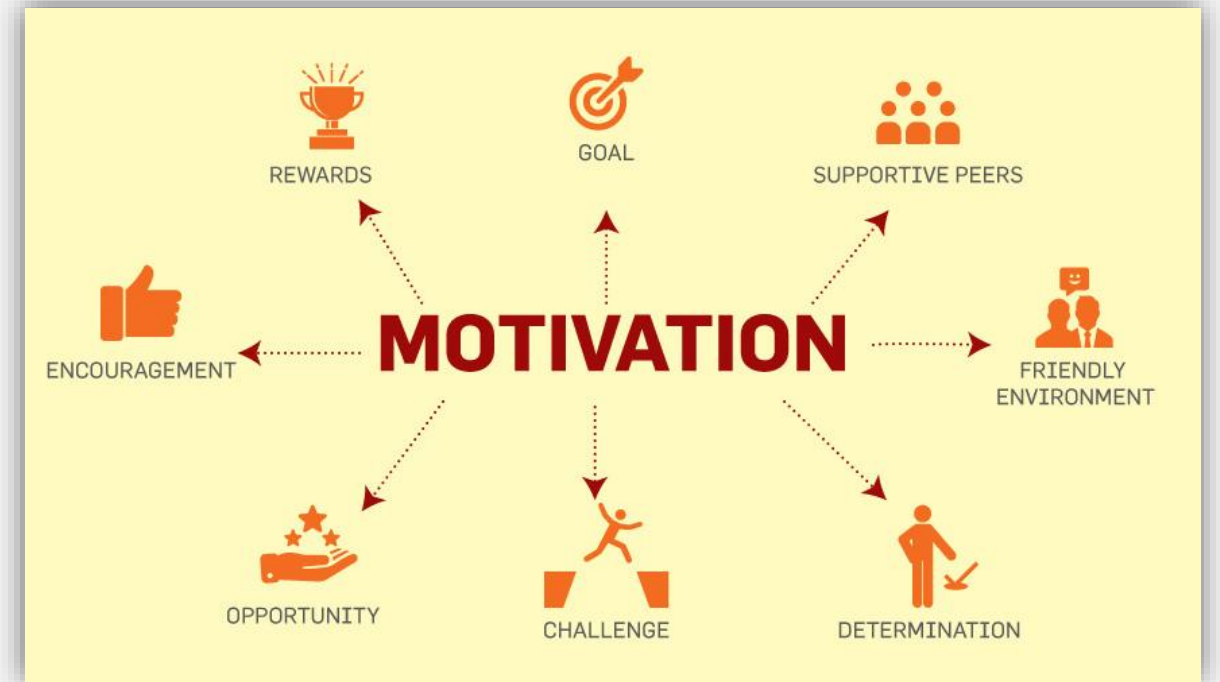 REWARDS
GOAL
SUPPORTIVE PEERS
ENCOURAGEMENT
MOTIVATION
FRIENDLY
ENVIRONMENT
OPPORTUNITY
CHALLENGE
DETERMINATION